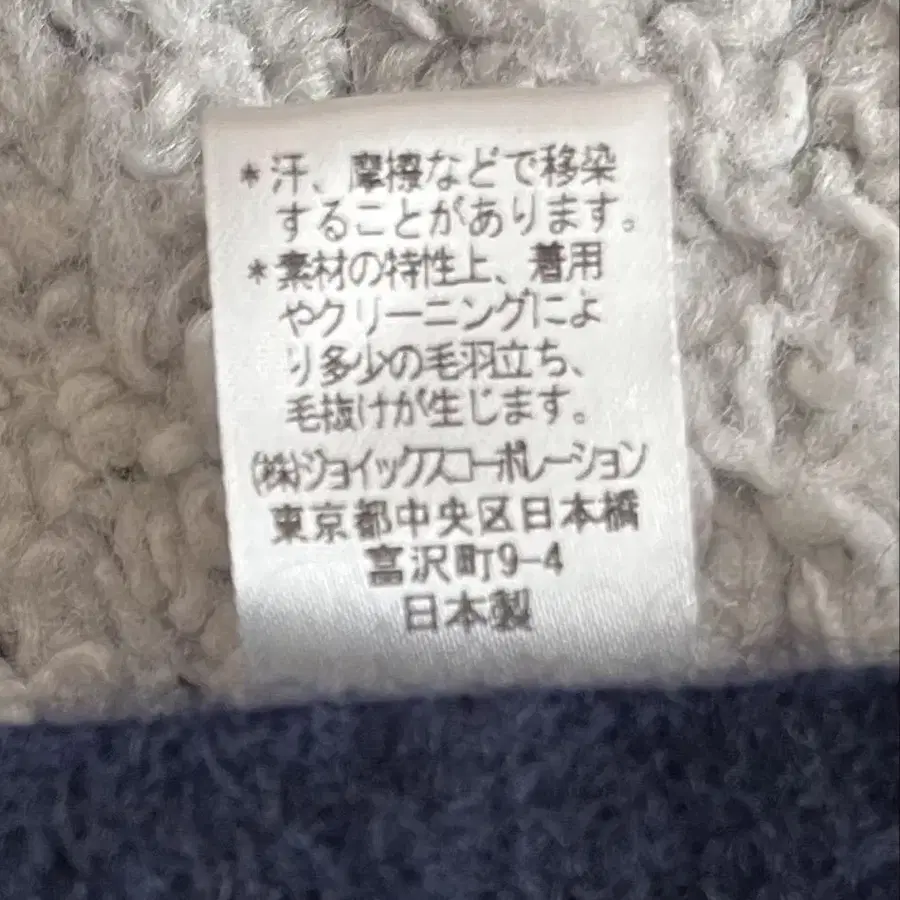 *汗、摩擦などで移染
することがあります。
*素材の特性上、着用
やクリーニングによ
り多少の毛羽立ち、
毛抜けが生じます。
(株)ジョイックスコーポレーション
東京都中央区日本橋
富沢町9-4
日本製